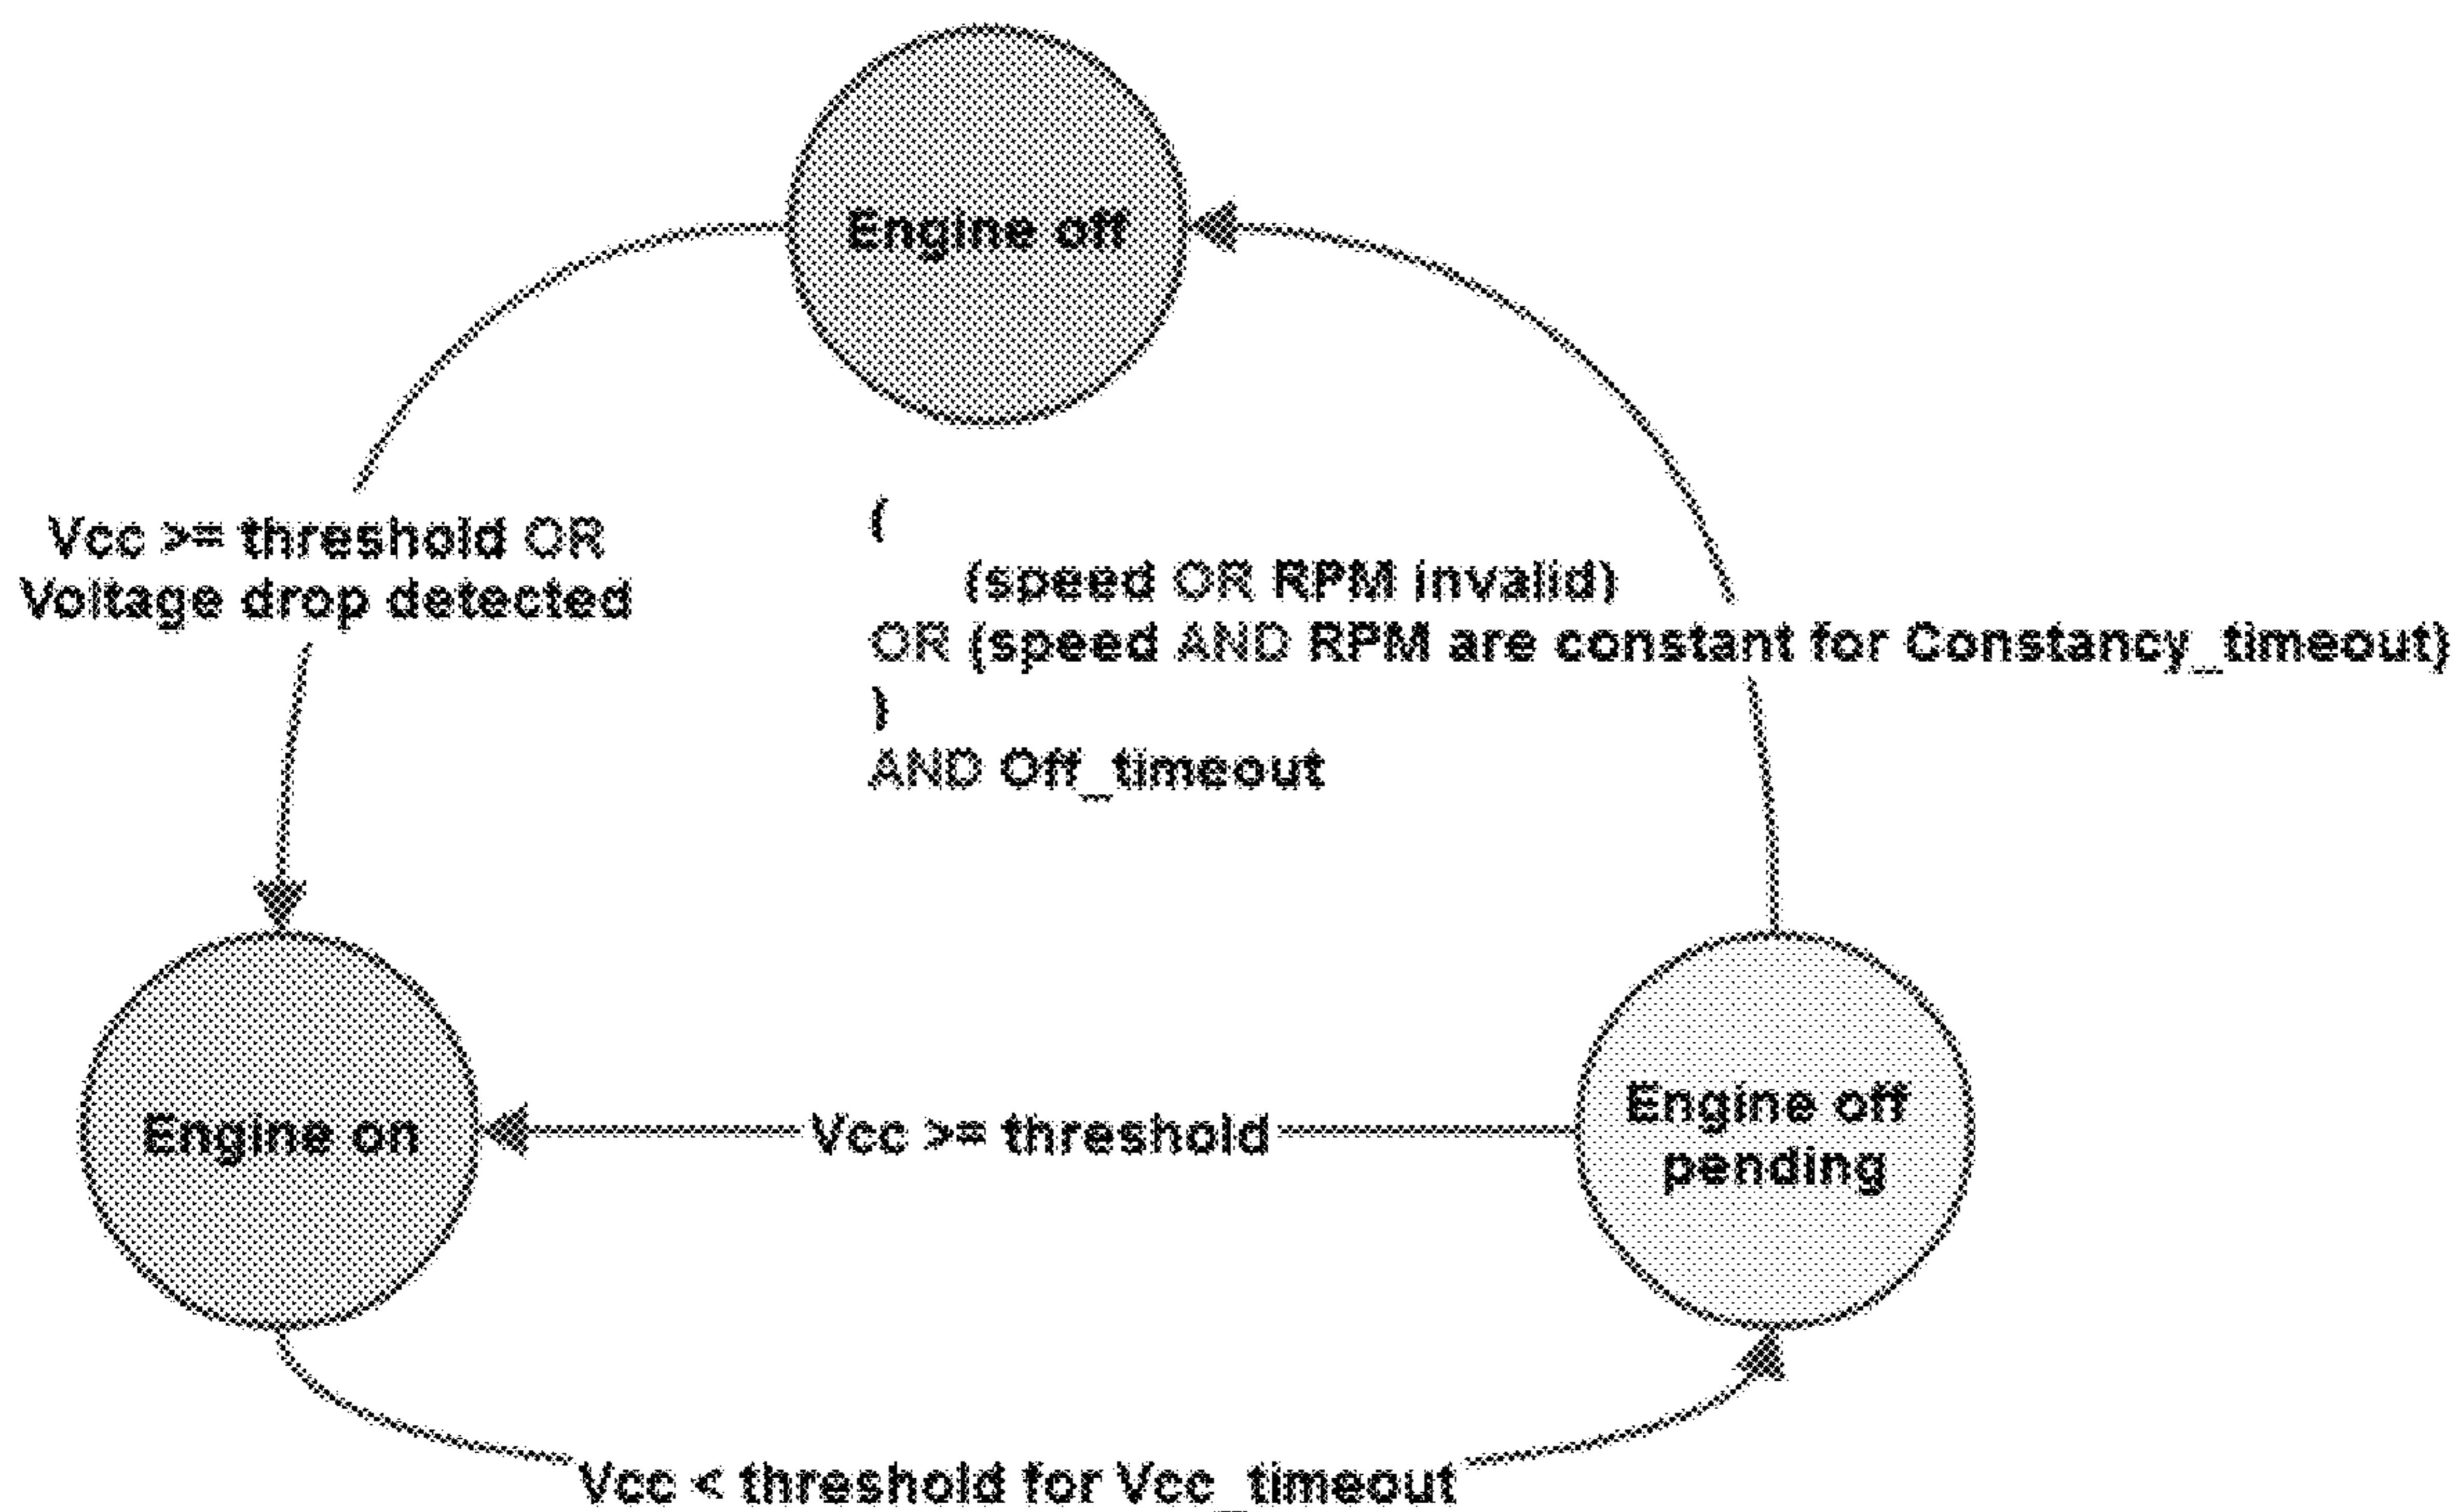 Engine off
Vcc >= threshold OR
Voltage drop detected
(
(speed OR RPM invalid)
OR (speed AND RPM are constant for Constancy_timeout)
)
AND Off_timeout
Engine on
Vcc >= threshold
Engine off
pending
Vcc < threshold for Vcc_timeout